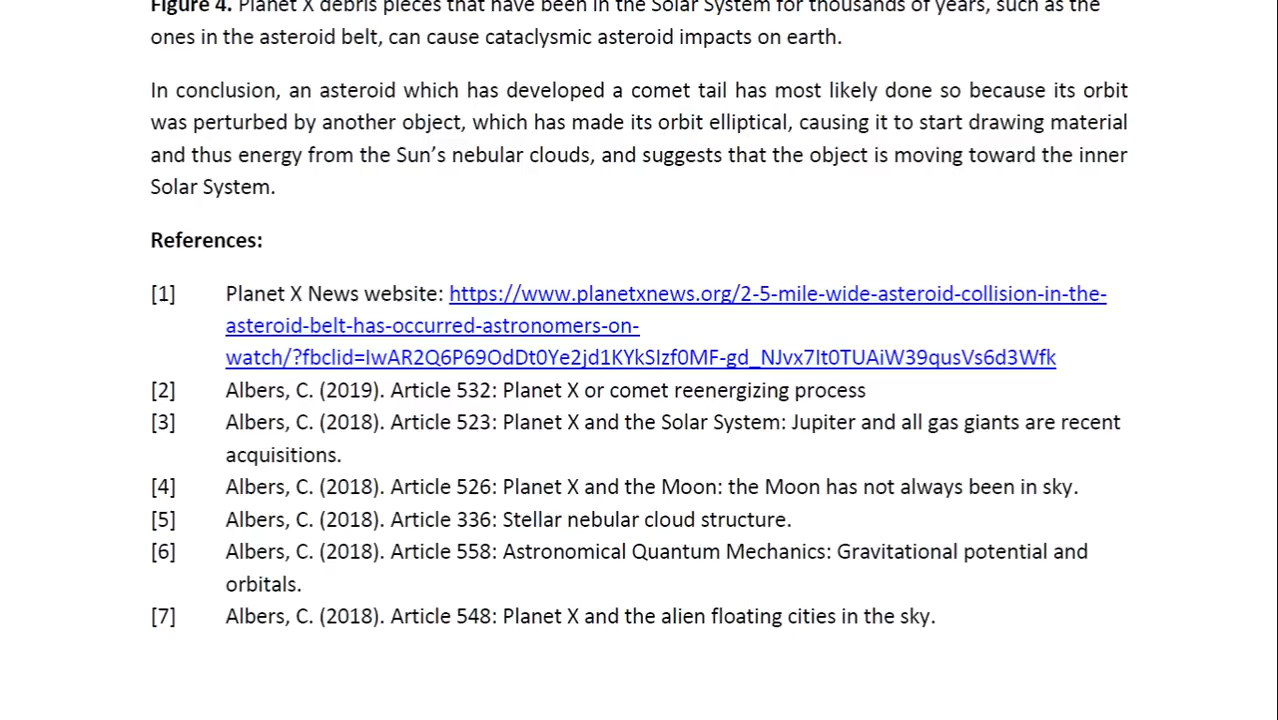 Figure 4. Planet X debris pieces that have been in the Solar System for thousands of years, such as the
ones in the asteroid belt, can cause cataclysmic asteroid impacts on earth.
In conclusion, an asteroid which has developed a comet tail has most likely done so because its orbit
was perturbed by another object, which has made its orbit elliptical, causing it to start drawing material
and thus energy from the Sun’s nebular clouds, and suggests that the object is moving toward the inner
Solar System.
References:
[1] Planet X News website: https://www.planetxnews.org/2-5-mile-wide-asteroid-collision-in-the-
asteroid-belt-has-occurred-astronomers-on-
watch/?fbclid=IwAR2Q6P69OdDt0Ye2jd1KYkSIzf0MF-gd_NJvx7It0TUAiW39qusVs6d3Wfk
[2] Albers, C. (2019). Article 532: Planet X or comet reenergizing process
[3] Albers, C. (2018). Article 523: Planet X and the Solar System: Jupiter and all gas giants are recent
acquisitions.
[4] Albers, C. (2018). Article 526: Planet X and the Moon: the Moon has not always been in sky.
[5] Albers, C. (2018). Article 336: Stellar nebular cloud structure.
[6] Albers, C. (2018). Article 558: Astronomical Quantum Mechanics: Gravitational potential and
orbitals.
[7] Albers, C. (2018). Article 548: Planet X and the alien floating cities in the sky.